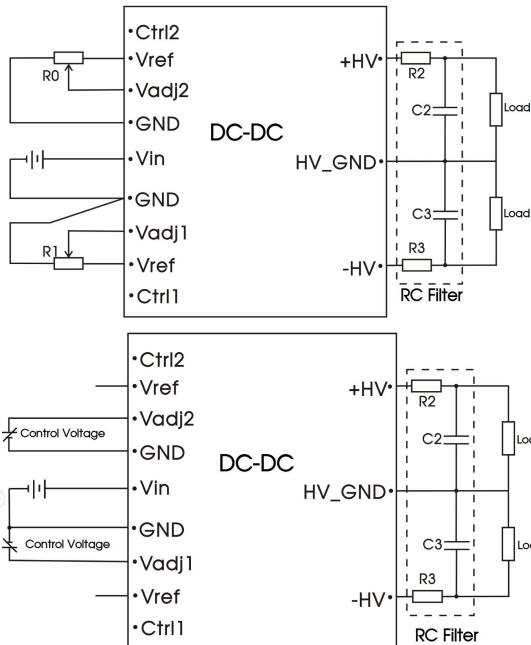 Ctrl2
Vref
R0
Vadj2
GND
DC-DC
Vin
GND
Vadj1
R1
Vref
Ctrl1
+HV
R2
C2
Load
HV_GND
C3
Load
R3
-HV
RC Filter
Ctrl2
Vref
Vadj2
Control Voltage
GND
DC-DC
Vin
GND
Control Voltage
Vadj1
Vref
Ctrl1
+HV
R2
C2
HV_GND
C3
R3
-HV
RC Filter